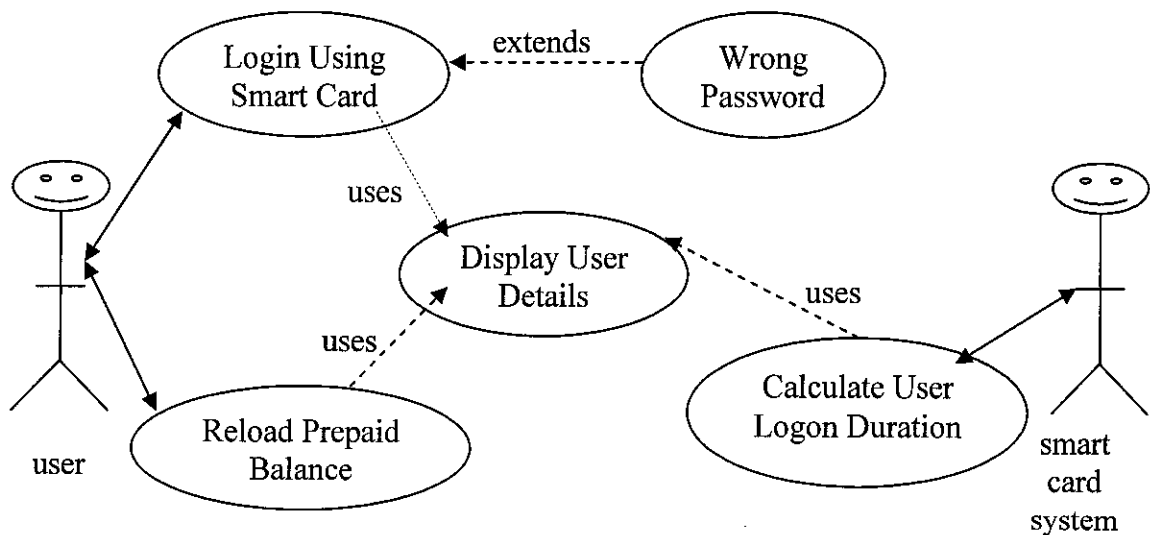 Login Using
Smart Card
extends
Wrong
Password
uses
Display User
Details
uses
uses
Reload Prepaid
Balance
Calculate User
Logon Duration
user
smart
card
system